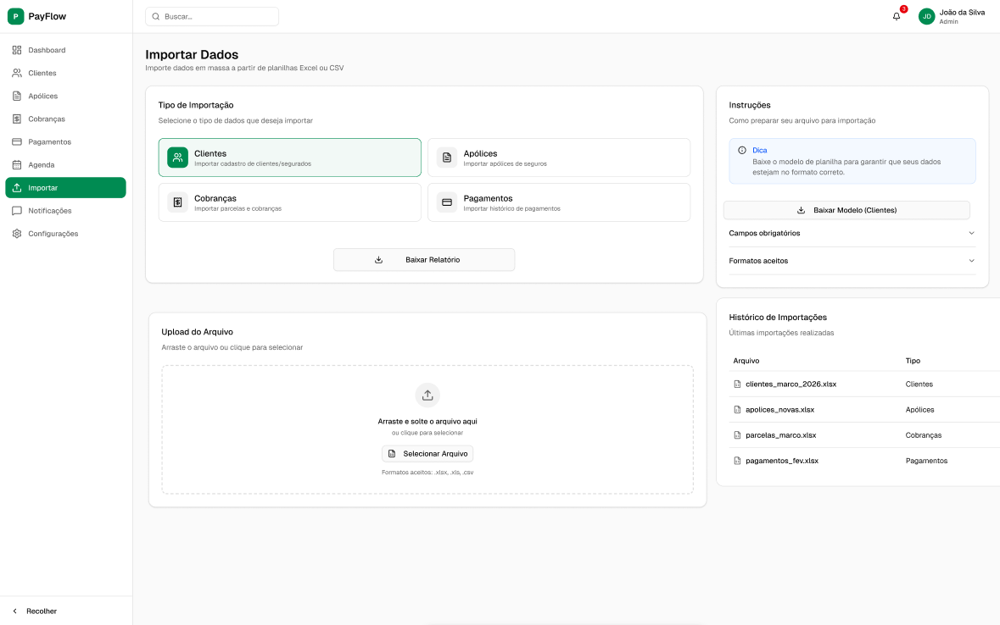 P PayFlow
Buscar...
3
JD
João da Silva
Admin
Dashboard
Clientes
Apólices
Cobranças
Pagamentos
Agenda
Importar
Notificações
Configurações
Recolher
Importar Dados
Importe dados em massa a partir de planilhas Excel ou CSV
Tipo de Importação
Selecione o tipo de dados que deseja importar
Clientes
Importar cadastro de clientes/segurados
Apólices
Importar apólices de seguros
Cobranças
Importar parcelas e cobranças
Pagamentos
Importar histórico de pagamentos
Baixar Relatório
Instruções
Como preparar seu arquivo para importação
Dica
Baixe o modelo de planilha para garantir que seus dados
estejam no formato correto.
Baixar Modelo (Clientes)
Campos obrigatórios
Formatos aceitos
Upload do Arquivo
Arraste o arquivo ou clique para selecionar
Arraste e solte o arquivo aqui
ou clique para selecionar
Selecionar Arquivo
Formatos aceitos: .xlsx, .xls, .csv
Histórico de Importações
Últimas importações realizadas
Arquivo Tipo
clientes_marco_2026.xlsx Clientes
apolices_novas.xlsx Apólices
parcelas_marco.xlsx Cobranças
pagamentos_fev.xlsx Pagamentos